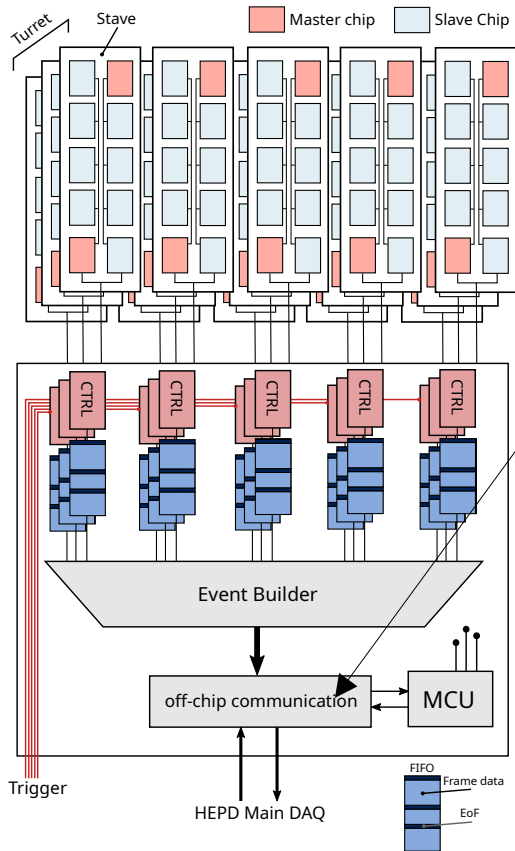 Turret
Stave
Master chip
Slave Chip
CTRL
CTRL
CTRL
CTRL
CTRL
Event Builder
off-chip communication
MCU
Trigger
HEPD Main DAQ
FIFO
Frame data
EoF